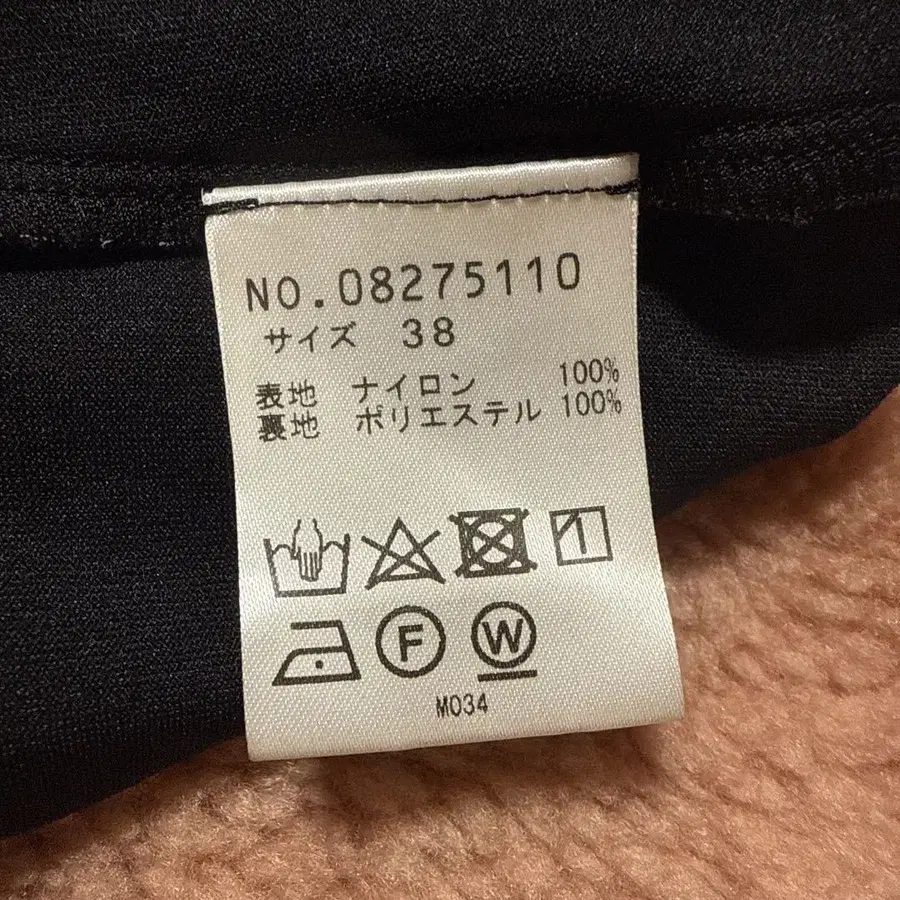 NO.08275110
サイズ 38
表地 ナイロン 100%
裏地 ポリエステル 100%
F W
M034